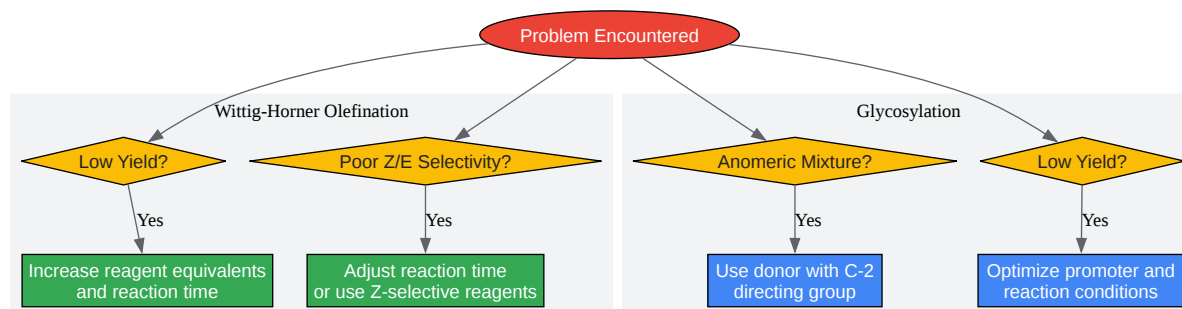 Problem Encountered
Wittig-Horner Olefination
Glycosylation
Low Yield?
Poor Z/E Selectivity?
Anomeric Mixture?
Low Yield?
Yes
Yes
Yes
Yes
Increase reagent equivalents
and reaction time
Adjust reaction time
or use Z-selective reagents
Use donor with C-2
directing group
Optimize promoter and
reaction conditions